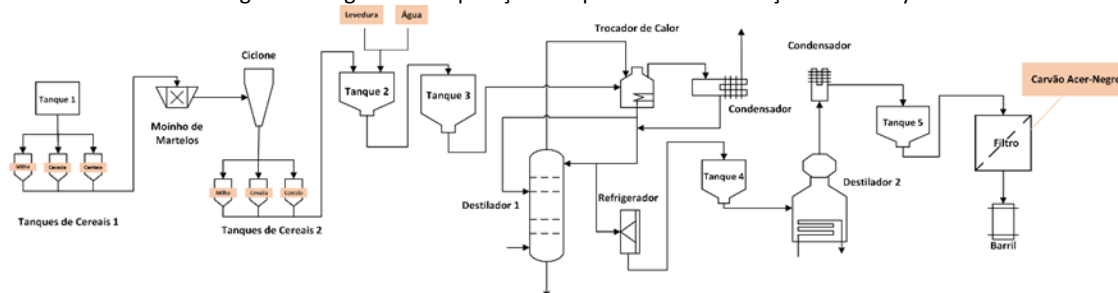 Levedura
Água
Ciclone
Trocador de Calor
Condensador
Tanque 1
Tanque 2
Tanque 3
Carvão Acer-Negro
Moinho de
Martelos
Condensador
Tanque 5
Filtro
Milho
Cevada
Centeio
Tanque 4
Destilador 2
Milho
Cevada
Centeio
Destilador 1
Refrigerador
Tanques de Cereais 1
Tanques de Cereais 2
Barril